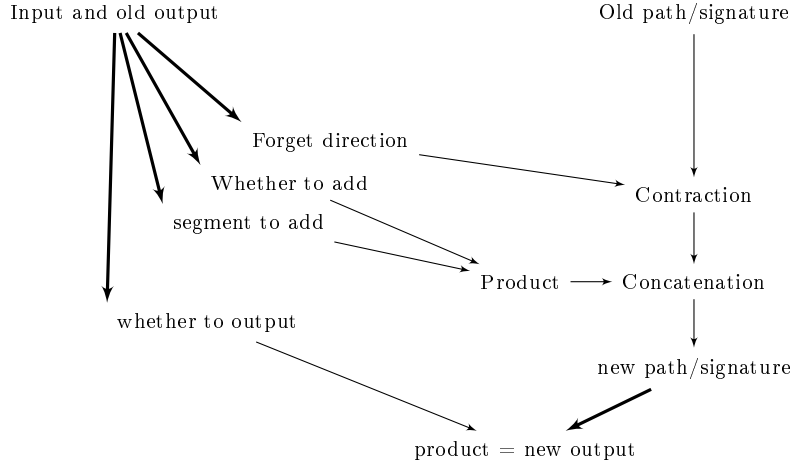 Input and old output
Old path/signature
Forget direction
Whether to add
Contraction
segment to add
Product
Concatenation
whether to output
new path/signature
product = new output